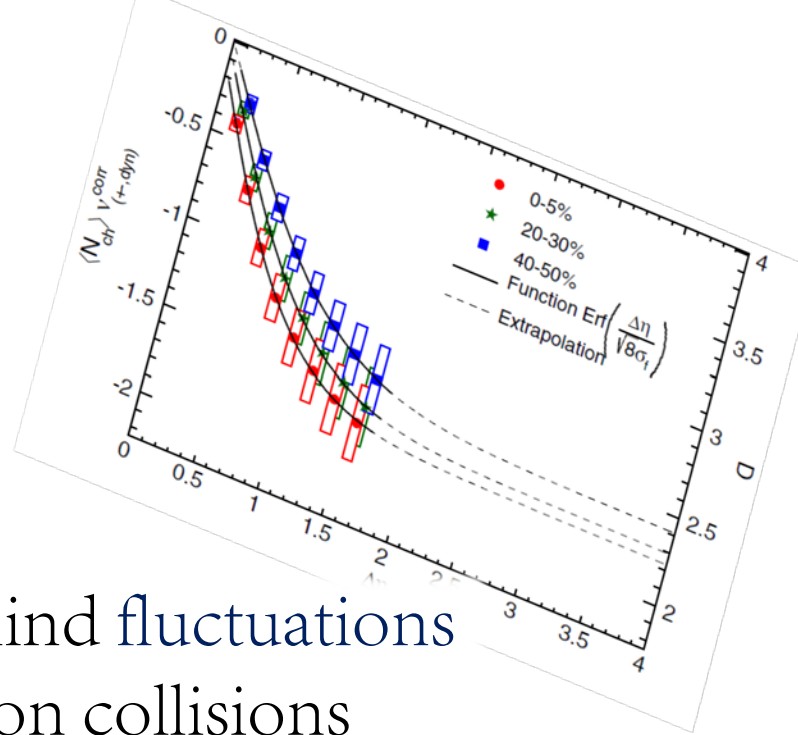 0
-0.5
-1
-1.5
-2
⟨N_ch⟩ ν^corr_(+-,dyn)
0-5%
20-30%
40-50%
Function Erf(Δη/√8σ_f)
Extrapolation
4
3.5
3
2.5
2
D
0 0.5 1 1.5 2 2.5 3 3.5 4
Δη
ind fluctuations
on collisions